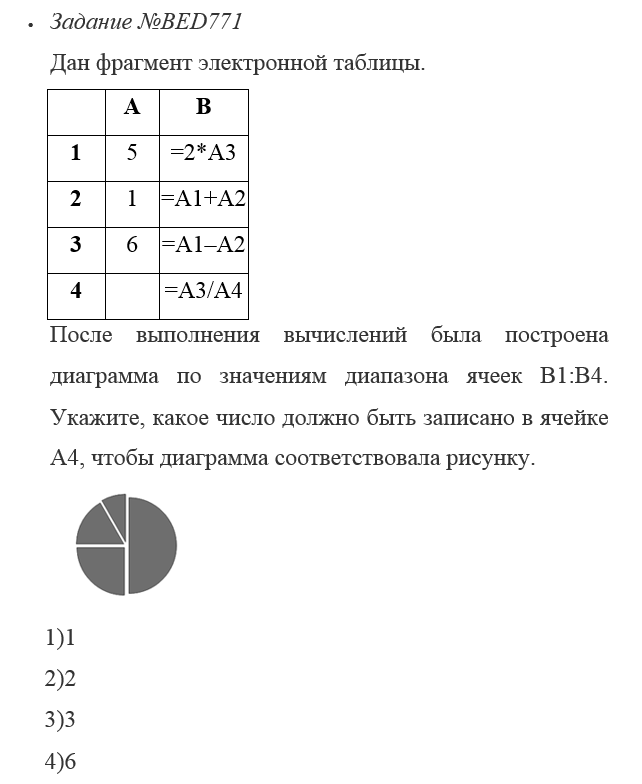 • Задание №BED771
Дан фрагмент электронной таблицы.
A B
1 5 =2*A3
2 1 =A1+A2
3 6 =A1–A2
4 =A3/A4
После выполнения вычислений была построена
диаграмма по значениям диапазона ячеек B1:B4.
Укажите, какое число должно быть записано в ячейке
A4, чтобы диаграмма соответствовала рисунку.
1)1
2)2
3)3
4)6